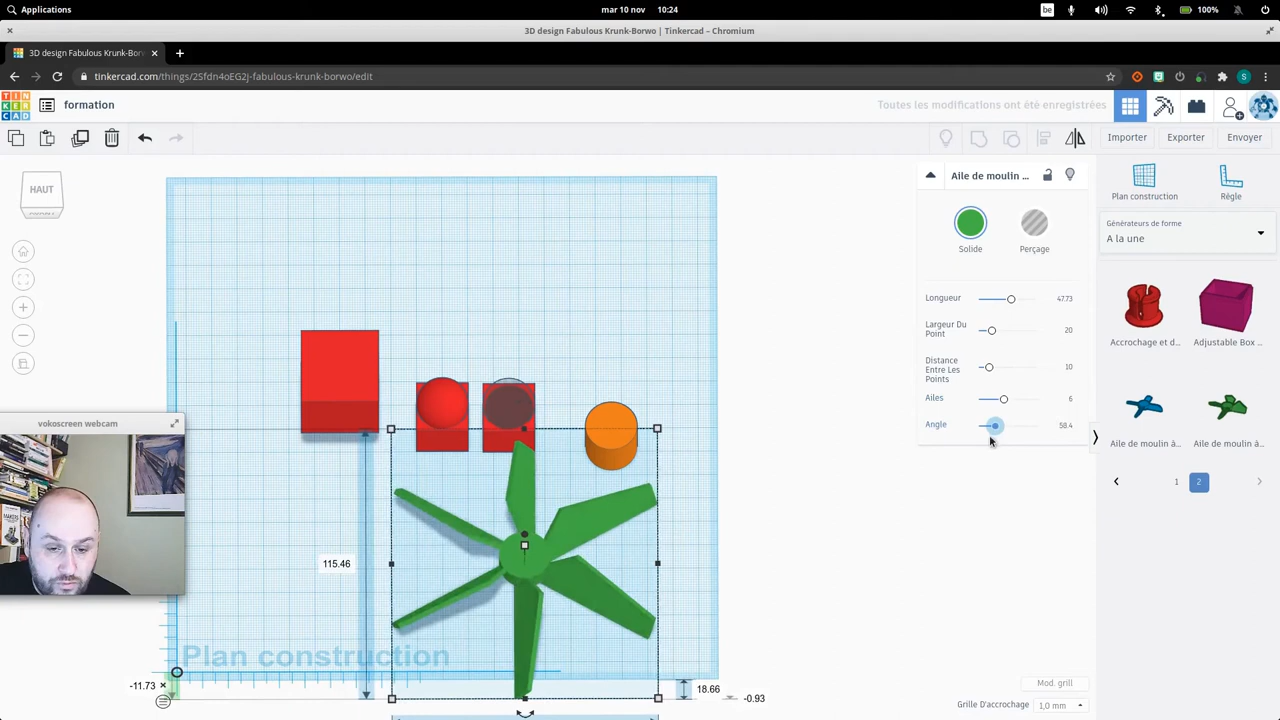 Applications
mar 10 nov
10:24
be
100%
3D design Fabulous Krunk-Borwo | Tinkercad – Chromium
3D design Fabulous Krunk-Borw
tinkercad.com/things/2Sfdn4oEG2j-fabulous-krunk-borwo/edit
S
TIN
KER
CAD
formation
Toutes les modifications ont été enregistrées
Importer
Exporter
Envoyer
HAUT
Aile de moulin ...
Solide
Perçage
Longueur
47.73
Largeur Du
Point
20
Distance
Entre Les
Points
10
Ailes
6
Angle
58.4
Plan construction
Règle
Générateurs de forme
A la une
Accrochage et d...
Adjustable Box ...
Aile de moulin à...
Aile de moulin à...
1
2
vokoscreen webcam
115.46
Plan construction
-11.73
18.66
-0.93
Mod. grill
Grille D'accrochage
1,0 mm